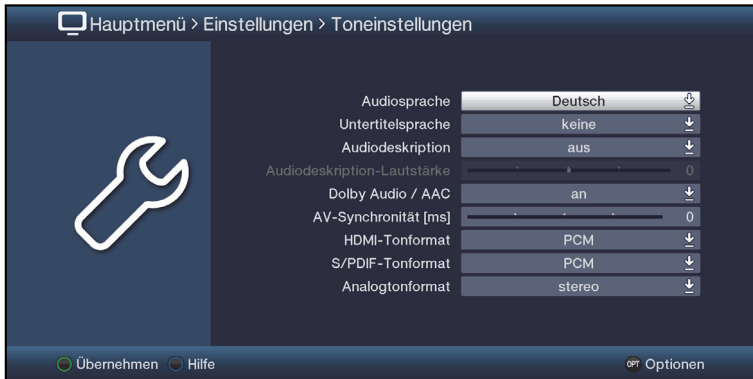 Hauptmenü > Einstellungen > Toneinstellungen
Audiosprache Deutsch
Untertitelsprache keine
Audiodeskription aus
Audiodeskription-Lautstärke 0
Dolby Audio / AAC an
AV-Synchronität [ms] 0
HDMI-Tonformat PCM
S/PDIF-Tonformat PCM
Analogtonformat stereo
Übernehmen Hilfe OPT Optionen